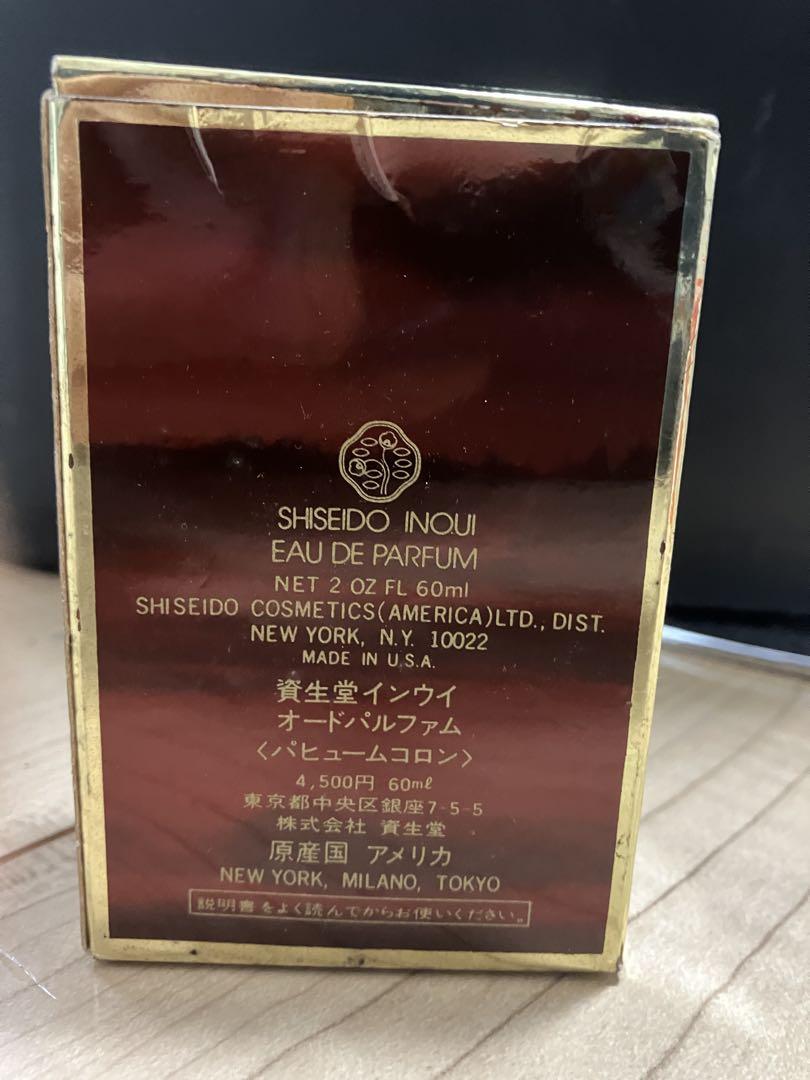 SHISEIDO INOUI
EAU DE PARFUM
NET 2 OZ FL 60ml
SHISEIDO COSMETICS(AMERICA)LTD., DIST.
NEW YORK, N.Y. 10022
MADE IN U.S.A.
資生堂インウイ
オードパルファム
〈パヒュームコロン〉
4,500円 60mℓ
東京都中央区銀座7-5-5
株式会社 資生堂
原産国 アメリカ
NEW YORK, MILANO, TOKYO
説明書をよく読んでからお使いください。